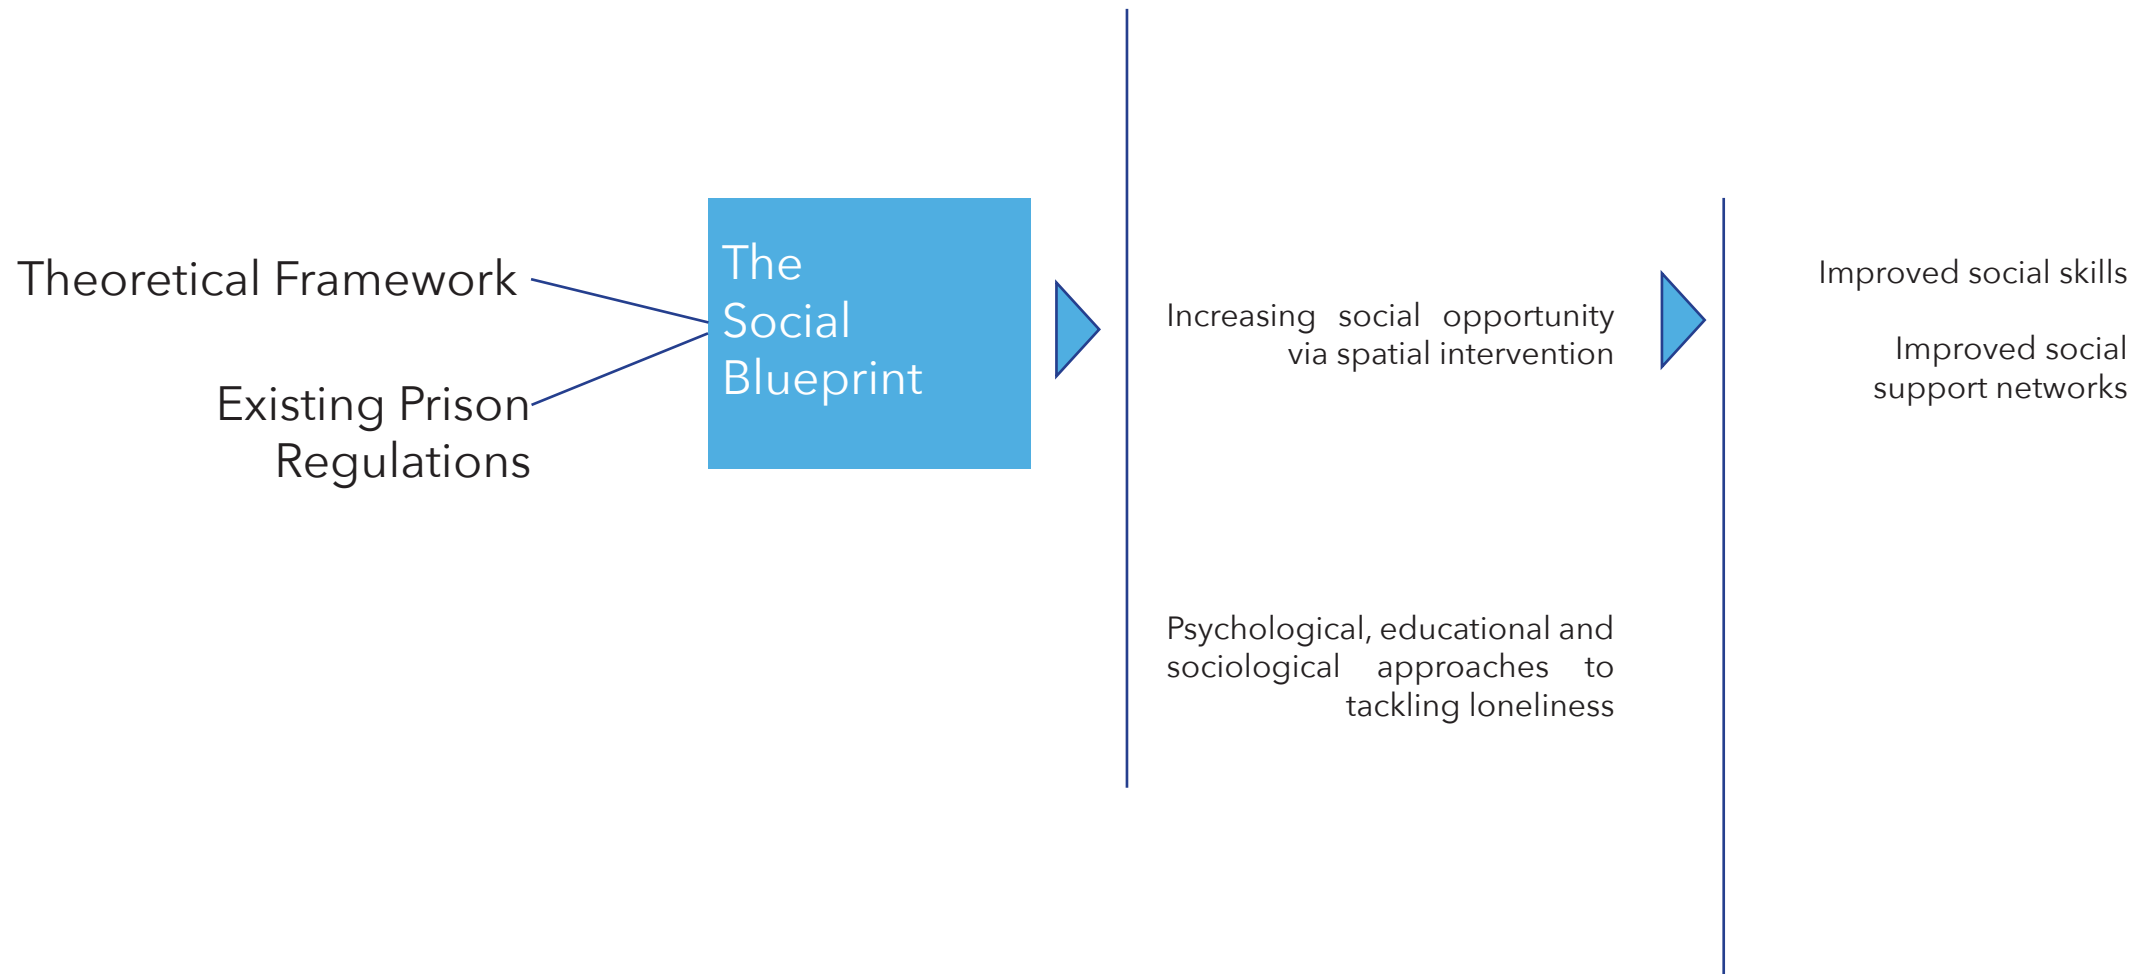 Theoretical Framework
Existing Prison
Regulations
The
Social
Blueprint
Increasing social opportunity
via spatial intervention
Psychological, educational and
sociological approaches to
tackling loneliness
Improved social skills
Improved social
support networks